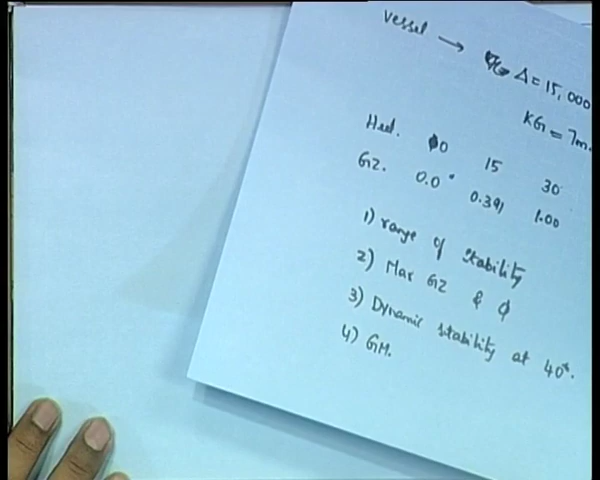 Vessel → Δ = 15,000
KG = 7m.
Heel. 0 15 30
GZ. 0.0 0.391 1.00
1) range of stability
2) Max GZ & ϕ
3) Dynamic stability at 40°.
4) GM.